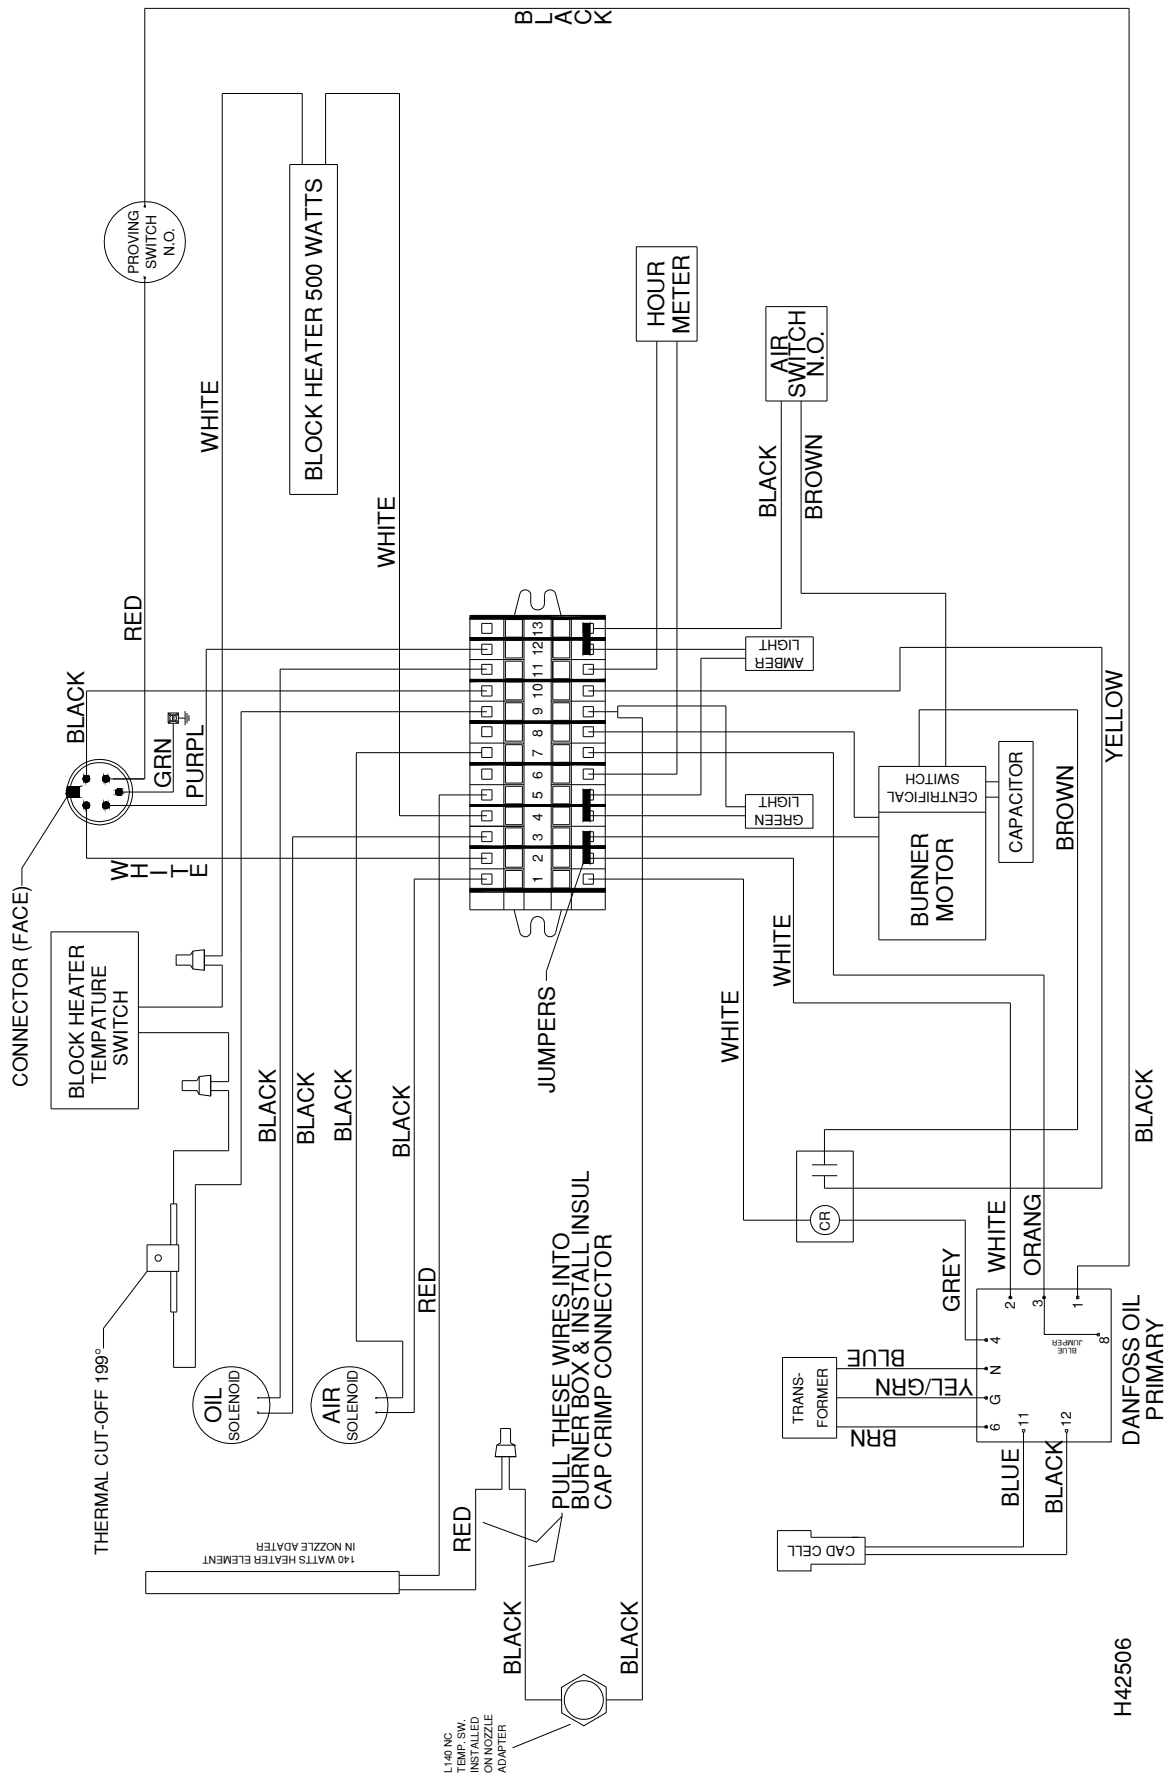 B
L
A
C
K
PROVING
SWITCH
N.O.
BLOCK HEATER 500 WATTS
WHITE
WHITE
RED
HOUR
METER
AIR
SWITCH
N.O.
BLACK
BROWN
CONNECTOR (FACE)
BLACK
GRN
PURPL
W
H
I
T
E
BLOCK HEATER
TEMPATURE
SWITCH
13
12
11
10
9
8
7
6
5
4
3
2
1
JUMPERS
AMBER
LIGHT
GREEN
LIGHT
CENTRIFICAL
SWITCH
BURNER
MOTOR
CAPACITOR
BROWN
YELLOW
WHITE
WHITE
BLACK
BLACK
BLACK
BLACK
BLACK
RED
THERMAL CUT-OFF 199°
OIL
SOLENOID
AIR
SOLENOID
140 WATTS HEATER ELEMENT
IN NOZZLE ADATER
RED
PULL THESE WIRES INTO
BURNER BOX & INSTALL INSUL
CAP CRIMP CONNECTOR
BLACK
BLACK
L140 NC
TEMP. SW.
INSTALLED
ON NOZZLE
ADAPTER
CR
GREY
WHITE
ORANG
2
3
1
4
N
G
6
11
12
8
BLUE
JUMPER
DANFOSS OIL
PRIMARY
TRANS-
FORMER
BLUE
YEL/GRN
BRN
BLUE
BLACK
CAD CELL
H42506